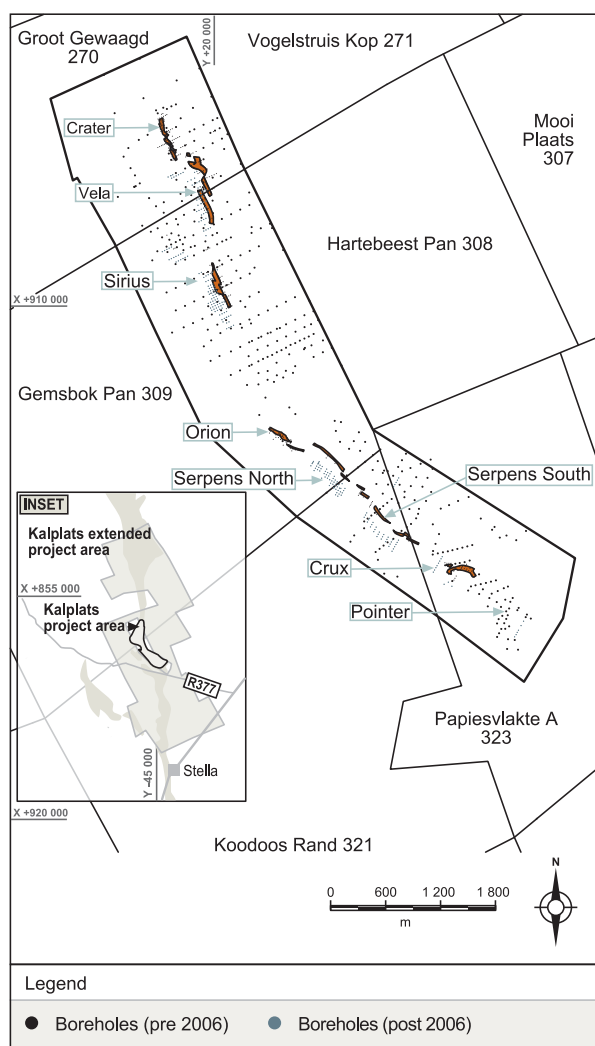 Groot Gewaagd
270
Y +20 000
Vogelstruis Kop 271
Crater
Mooi
Plaats
307
Vela
Hartebeest Pan 308
Sirius
X +910 000
Gemsbok Pan 309
Orion
Serpens North
Serpens South
INSET
Kalplats extended
project area
Crux
X +855 000
Kalplats
project area
Pointer
R377
Papiesvlakte A
323
Y -45 000
Stella
X +920 000
Koodoos Rand 321
N
0 600 1 200 1 800
m
Legend
Boreholes (pre 2006) Boreholes (post 2006)